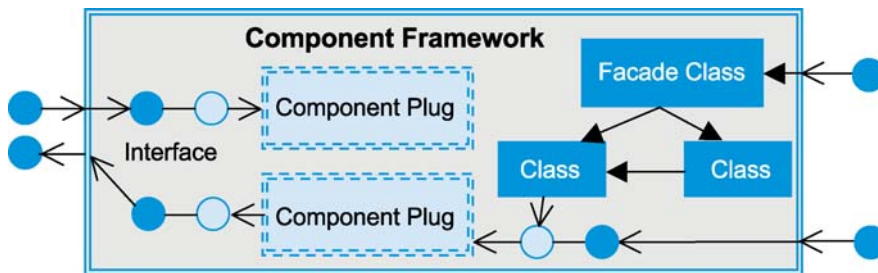 Component Framework
Facade Class
Component Plug
Interface
Class
Class
Component Plug